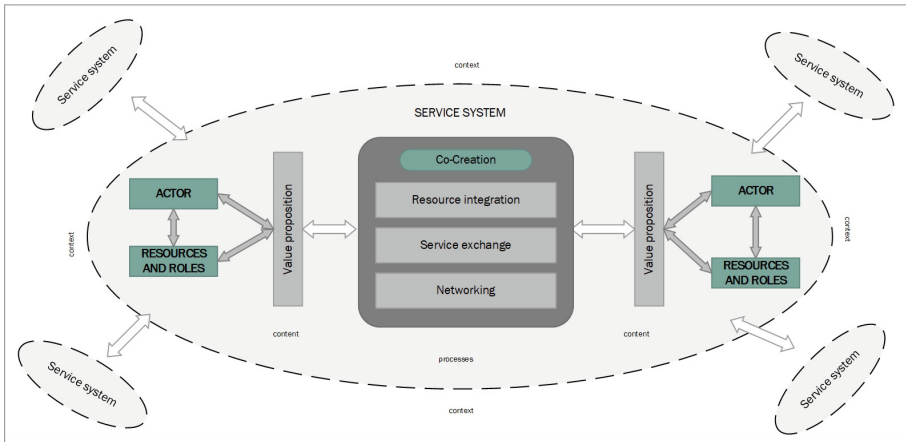 context
Service system
Service system
SERVICE SYSTEM
Co-Creation
ACTOR
Value proposition
Resource integration
Value proposition
ACTOR
context
Service exchange
context
RESOURCES
AND ROLES
RESOURCES
AND ROLES
Networking
content
content
processes
Service system
Service system
context